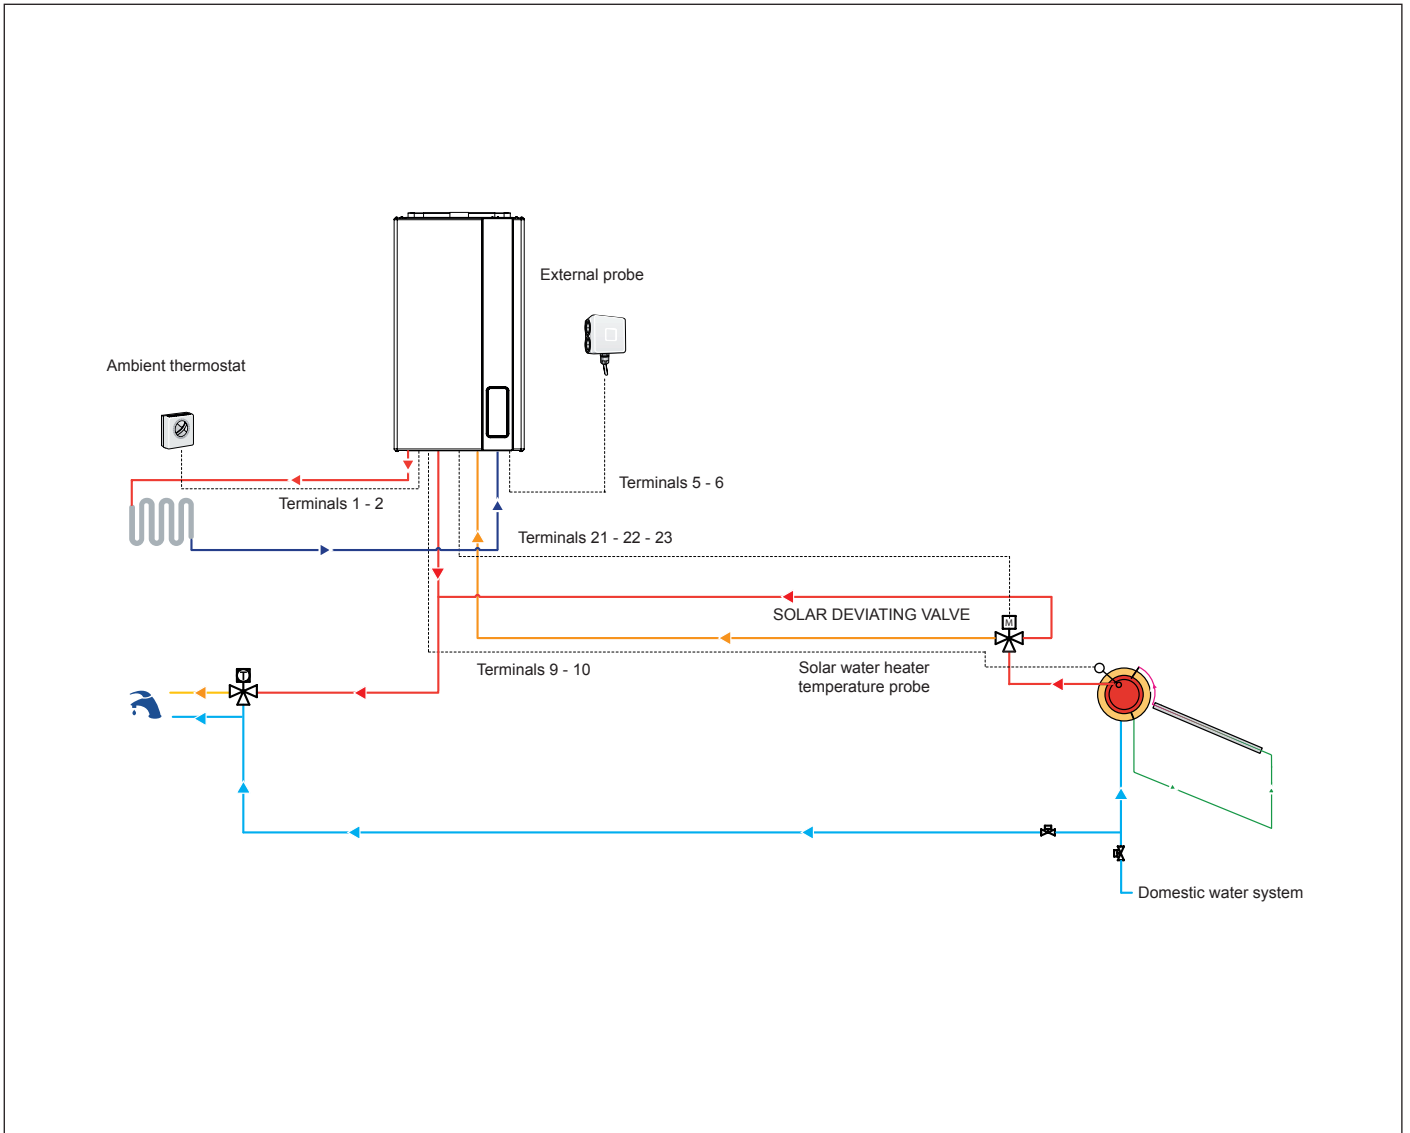 External probe
Ambient thermostat
Terminals 5 - 6
Terminals 1 - 2
Terminals 21 - 22 - 23
SOLAR DEVIATING VALVE
M
Terminals 9 - 10
Solar water heater
temperature probe
T
Domestic water system